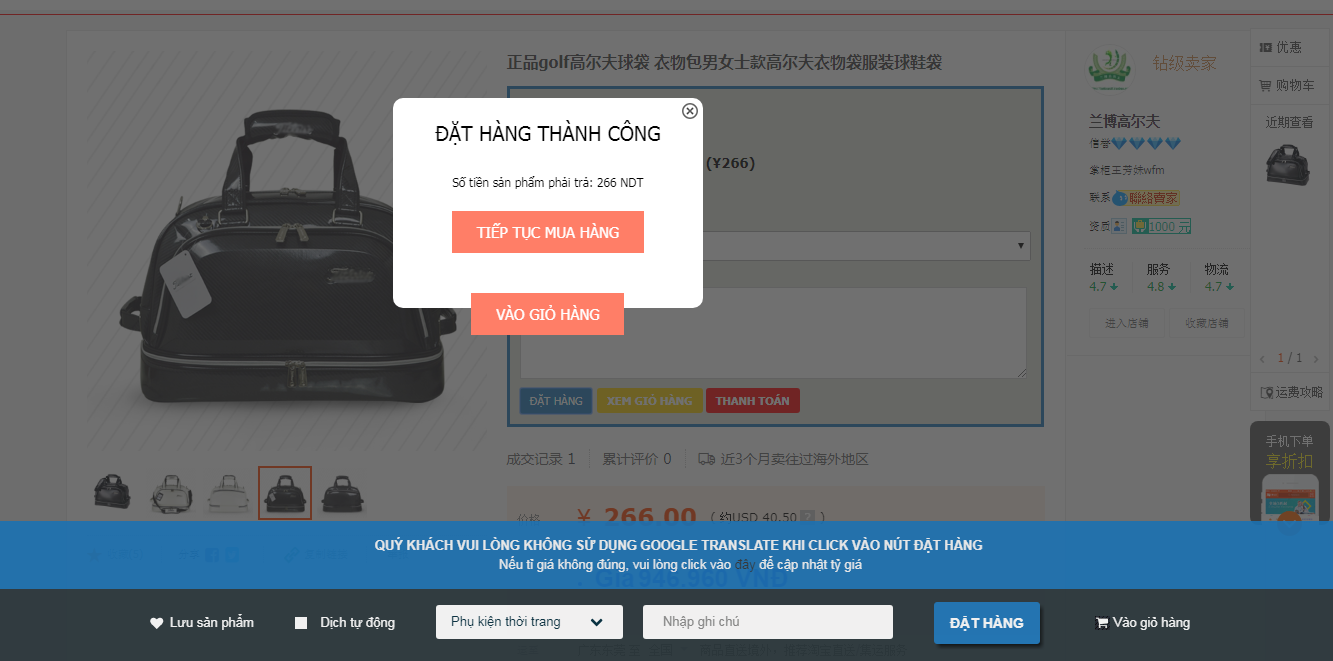 正品golf高尔夫球袋 衣物包男女士款高尔夫衣物袋服装球鞋袋
钻级卖家
优惠
购物车
近期查看
兰博高尔夫
信誉
掌柜王芳妹wfm
联系 聯絡賣家
资质 1000 元
描述 服务 物流
4.7 4.8 4.7
进入店铺 收藏店铺
1 / 1
运费攻略
手机下单
享折扣
ĐẶT HÀNG THÀNH CÔNG
Số tiền sản phẩm phải trả: 266 NDT
TIẾP TỤC MUA HÀNG
VÀO GIỎ HÀNG
(¥266)
ĐẶT HÀNG XEM GIỎ HÀNG THANH TOÁN
成交记录 1 累计评价 0 近3个月卖往过海外地区
价格 ¥ 266.00 ( 约USD 40.50 ? )
QUÝ KHÁCH VUI LÒNG KHÔNG SỬ DỤNG GOOGLE TRANSLATE KHI CLICK VÀO NÚT ĐẶT HÀNG
Nếu tỉ giá không đúng, vui lòng click vào đây để cập nhật tỷ giá
Giá 946.960 VNĐ
Lưu sản phẩm
Dịch tự động
Phụ kiện thời trang
Nhập ghi chú
ĐẶT HÀNG
Vào giỏ hàng